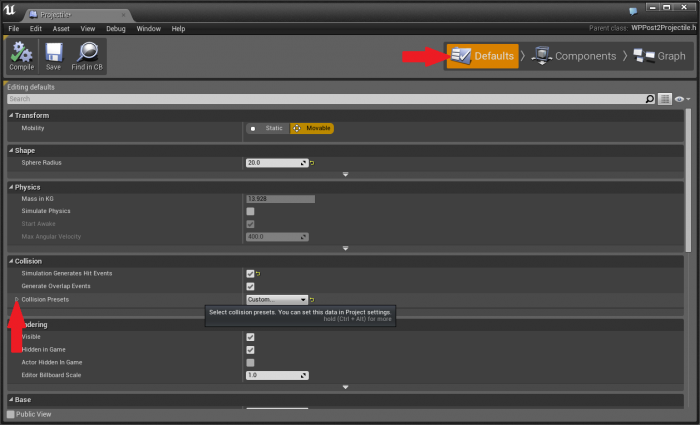 Projectile*
File Edit Asset View Debug Window Help
Parent class: WPPost2Projectile.h
Compile Save Find in CB
Defaults Components Graph
Editing defaults
Search
Transform
Mobility Static Movable
Shape
Sphere Radius 20.0
Physics
Mass in KG 13.928
Simulate Physics
Start Awake
Max Angular Velocity 400.0
Collision
Simulation Generates Hit Events
Generate Overlap Events
Collision Presets Custom...
Select collision presets. You can set this data in Project settings.
hold (Ctrl + Alt) for more
ndering
Visible
Hidden in Game
Actor Hidden In Game
Editor Billboard Scale 1.0
Base
Public View